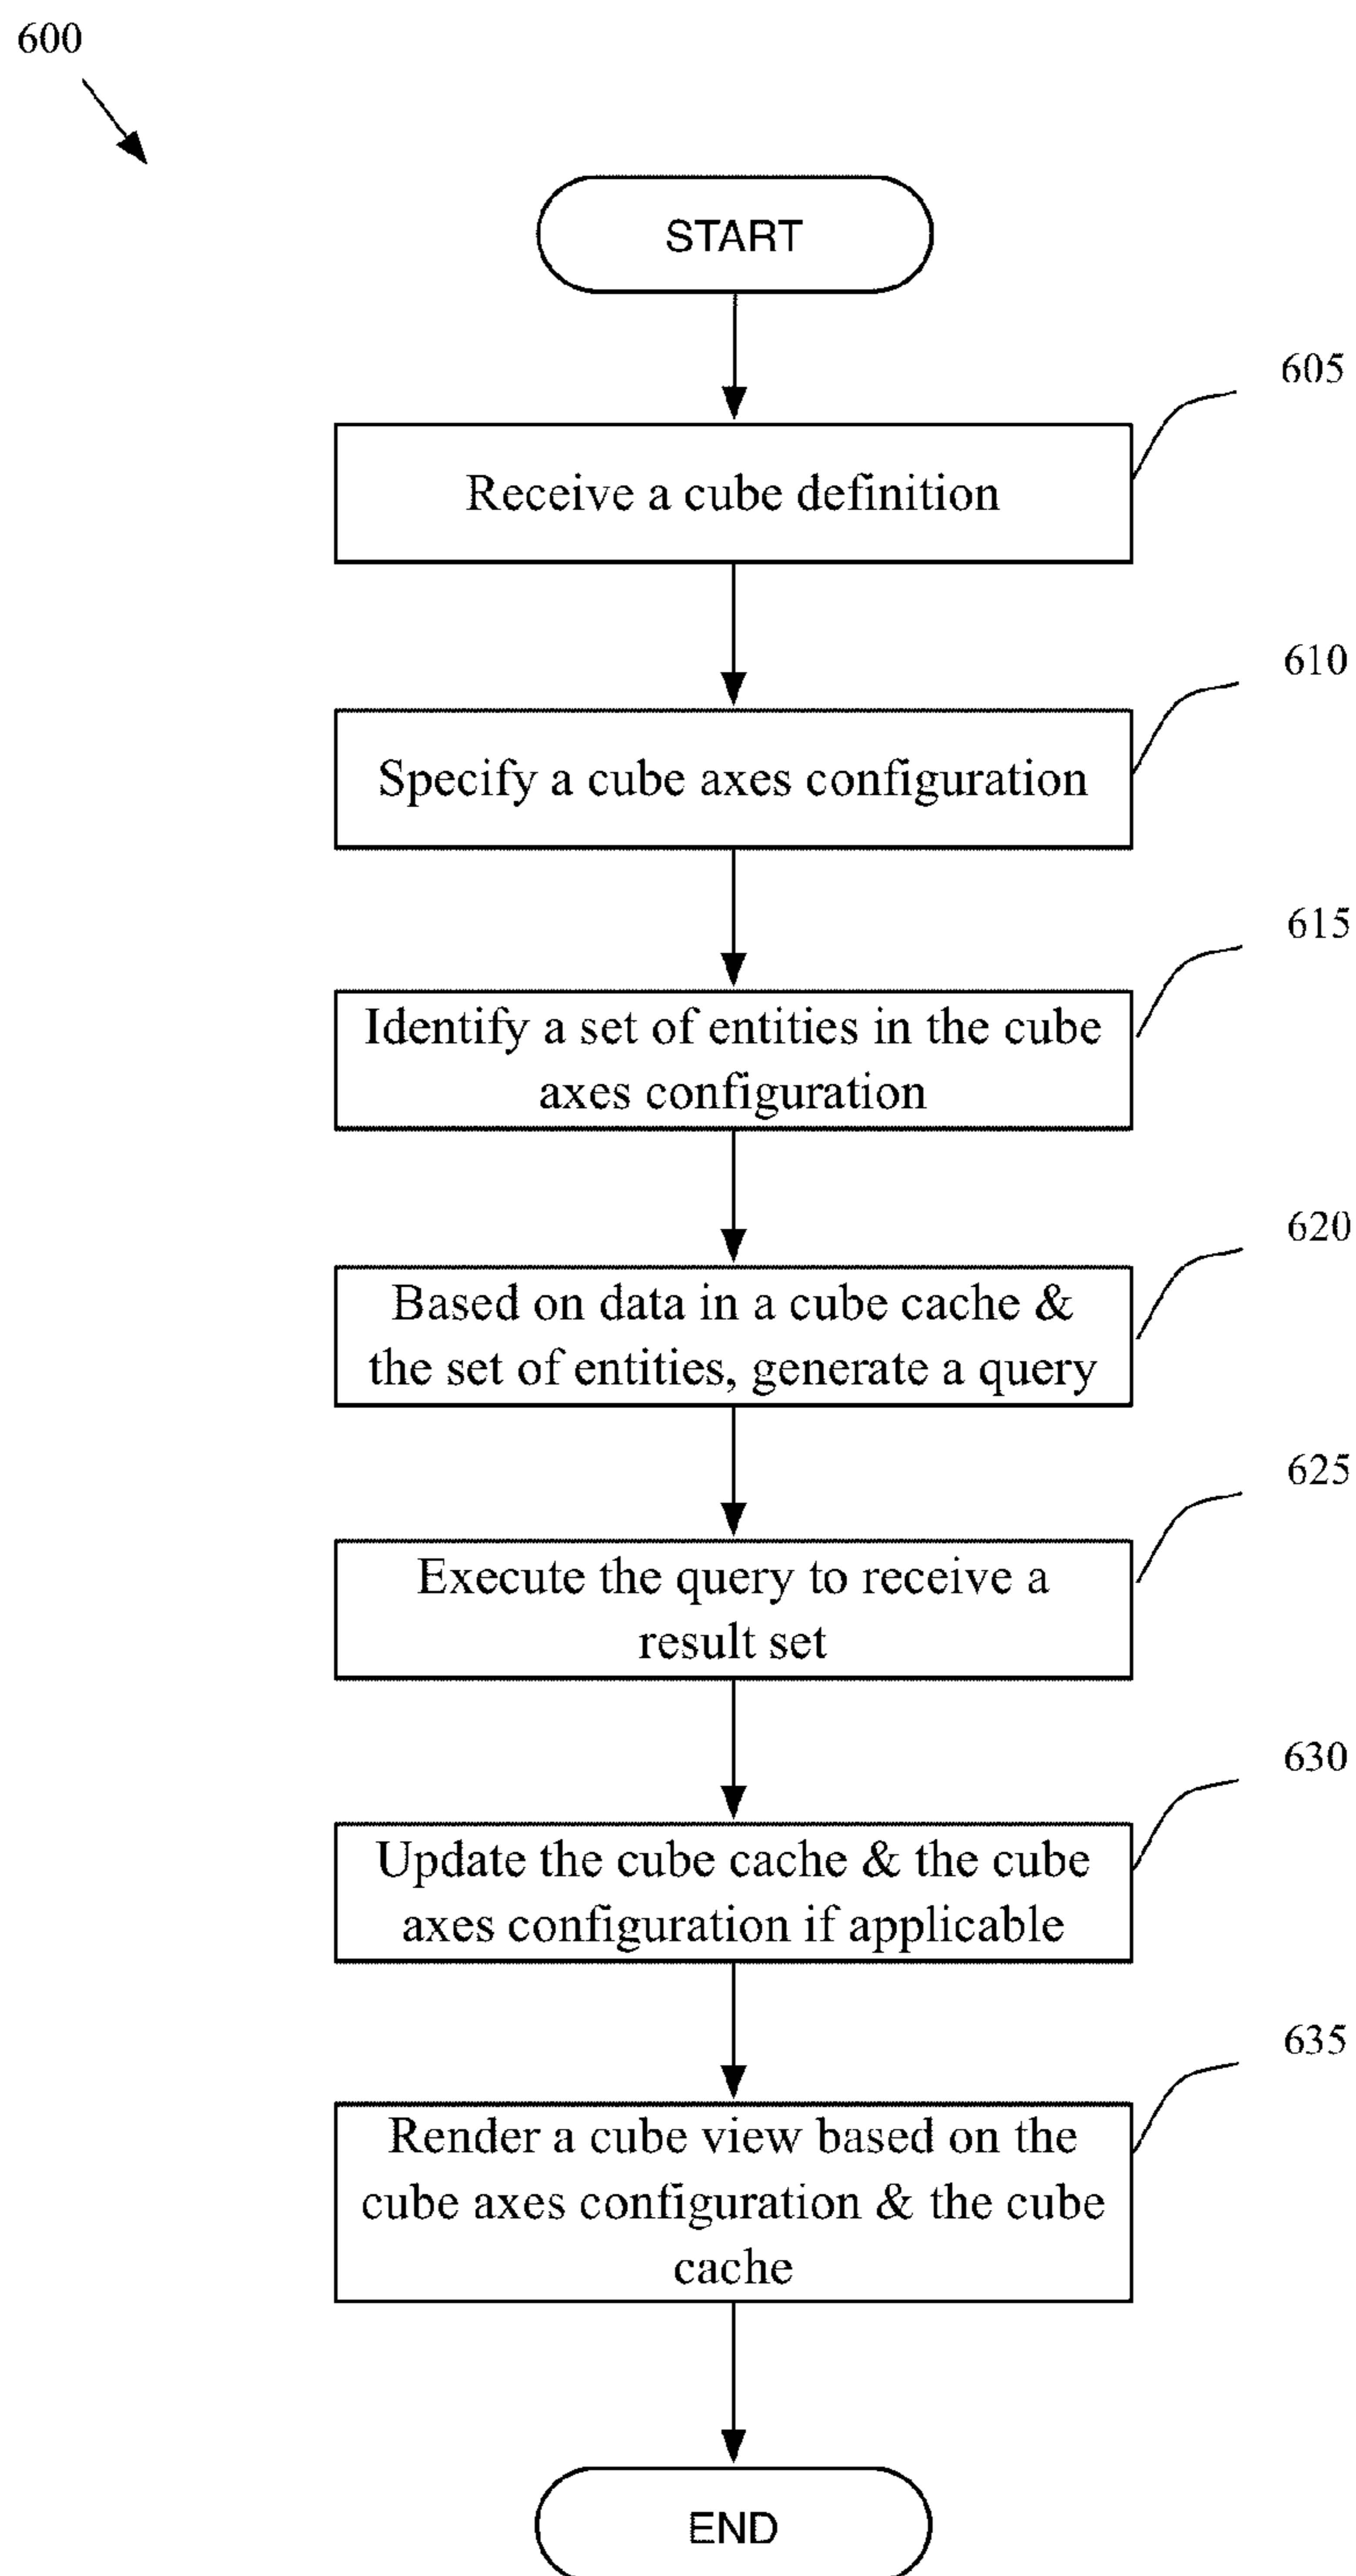 600
START
605
Receive a cube definition
610
Specify a cube axes configuration
615
Identify a set of entities in the cube
axes configuration
620
Based on data in a cube cache &
the set of entities, generate a query
625
Execute the query to receive a
result set
630
Update the cube cache & the cube
axes configuration if applicable
635
Render a cube view based on the
cube axes configuration & the cube
cache
END